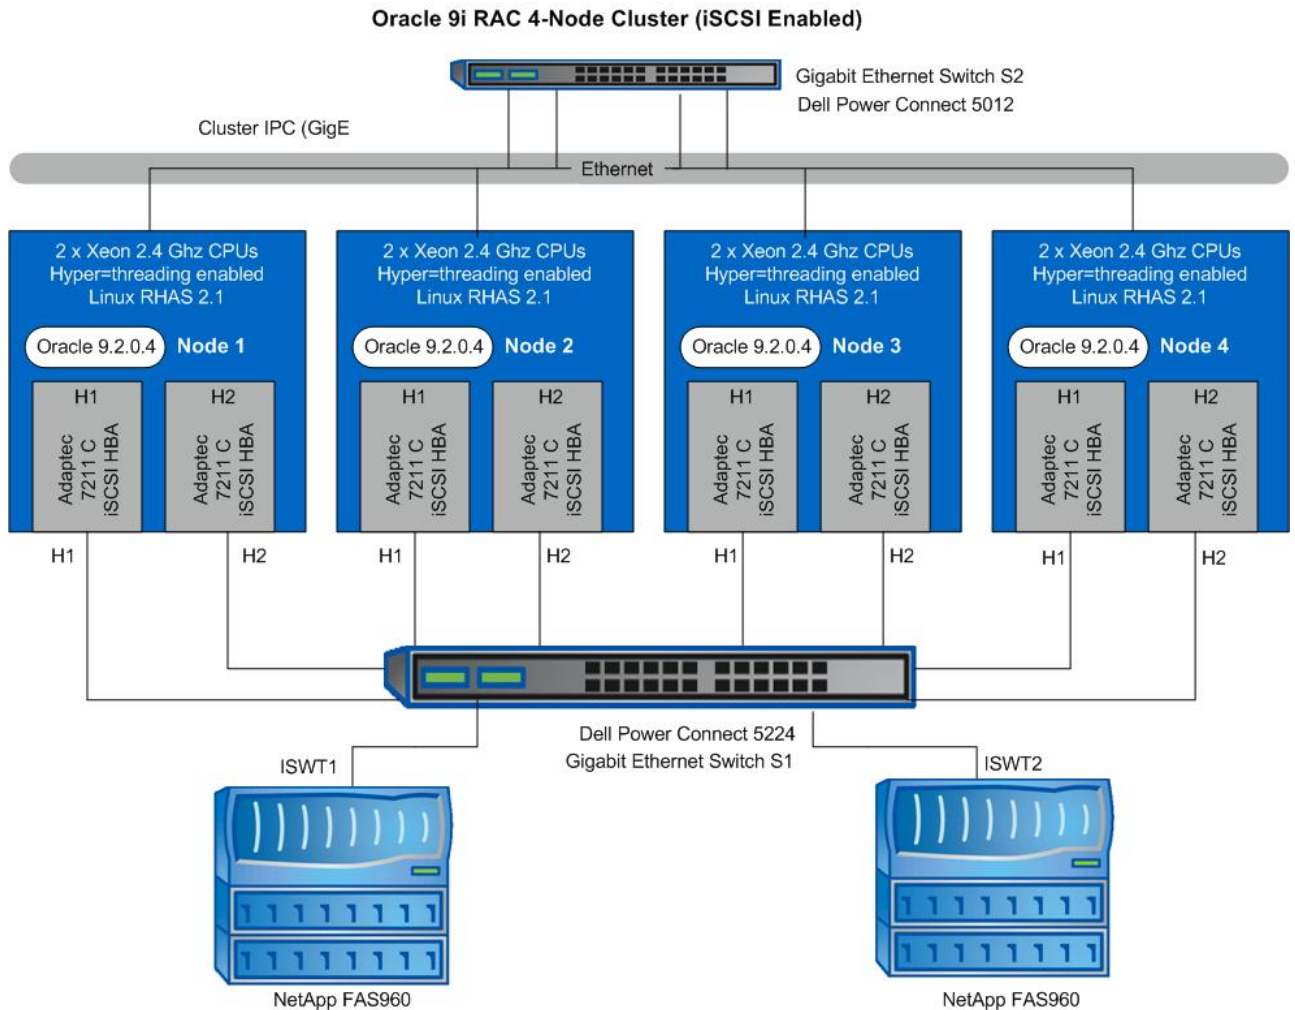 Oracle 9i RAC 4-Node Cluster (iSCSI Enabled)
Gigabit Ethernet Switch S2
Dell Power Connect 5012
Cluster IPC (GigE
Ethernet
2 x Xeon 2.4 Ghz CPUs
Hyper=threading enabled
Linux RHAS 2.1
Oracle 9.2.0.4
Node 1
H1
Adaptec
7211 C
iSCSI HBA
H2
Adaptec
7211 C
iSCSI HBA
2 x Xeon 2.4 Ghz CPUs
Hyper=threading enabled
Linux RHAS 2.1
Oracle 9.2.0.4
Node 2
H1
Adaptec
7211 C
iSCSI HBA
H2
Adaptec
7211 C
iSCSI HBA
2 x Xeon 2.4 Ghz CPUs
Hyper=threading enabled
Linux RHAS 2.1
Oracle 9.2.0.4
Node 3
H1
Adaptec
7211 C
iSCSI HBA
H2
Adaptec
7211 C
iSCSI HBA
2 x Xeon 2.4 Ghz CPUs
Hyper=threading enabled
Linux RHAS 2.1
Oracle 9.2.0.4
Node 4
H1
Adaptec
7211 C
iSCSI HBA
H2
Adaptec
7211 C
iSCSI HBA
H1
H2
H1
H2
H1
H2
H1
H2
Dell Power Connect 5224
Gigabit Ethernet Switch S1
ISWT1
ISWT2
NetApp FAS960
NetApp FAS960